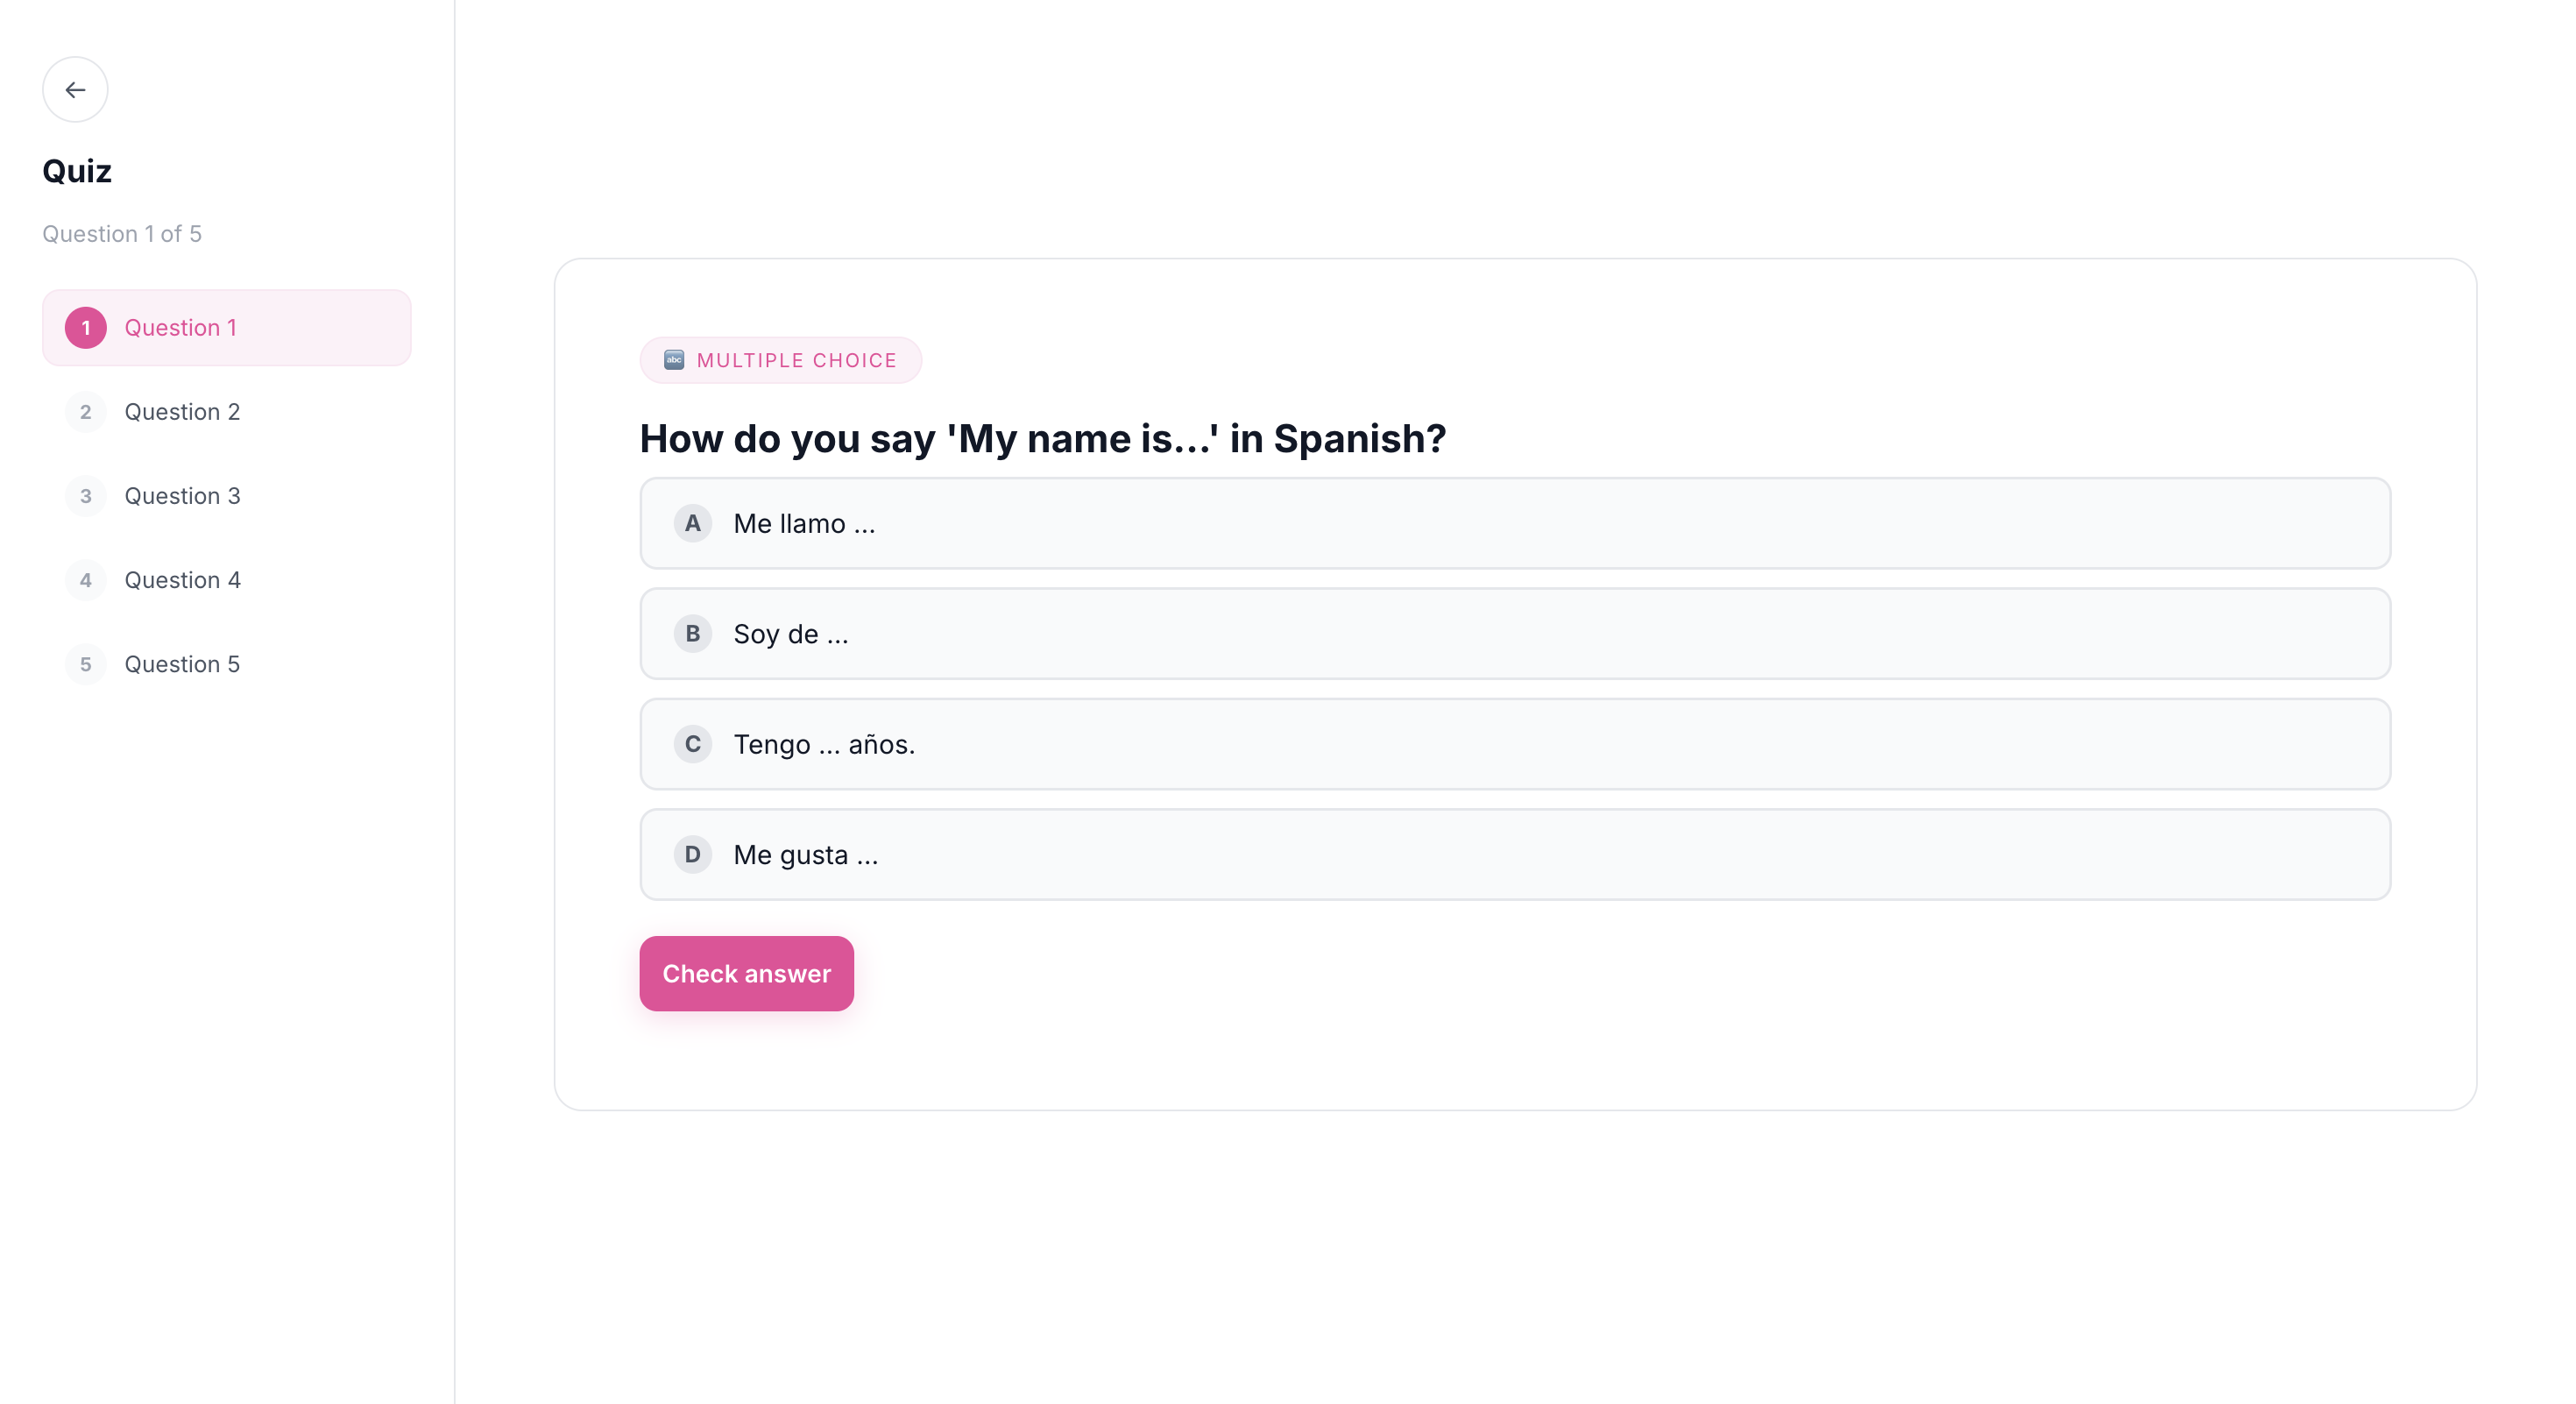 Quiz
Question 1 of 5
1 Question 1
2 Question 2
3 Question 3
4 Question 4
5 Question 5
abc MULTIPLE CHOICE
How do you say 'My name is...' in Spanish?
A Me llamo ...
B Soy de ...
C Tengo ... años.
D Me gusta ...
Check answer